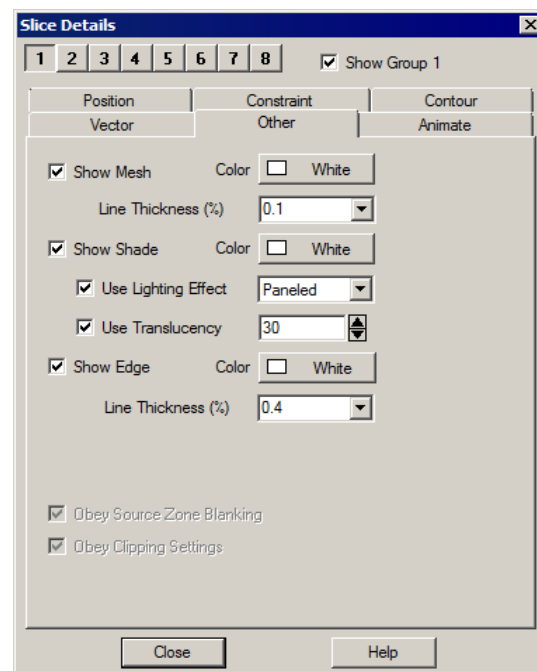 Slice Details
1 2 3 4 5 6 7 8 Show Group 1
Position Constraint Contour
Vector Other Animate
Show Mesh Color White
Line Thickness (%) 0.1
Show Shade Color White
Use Lighting Effect Paneled
Use Translucency 30
Show Edge Color White
Line Thickness (%) 0.4
Obey Source Zone Blanking
Obey Clipping Settings
Close Help